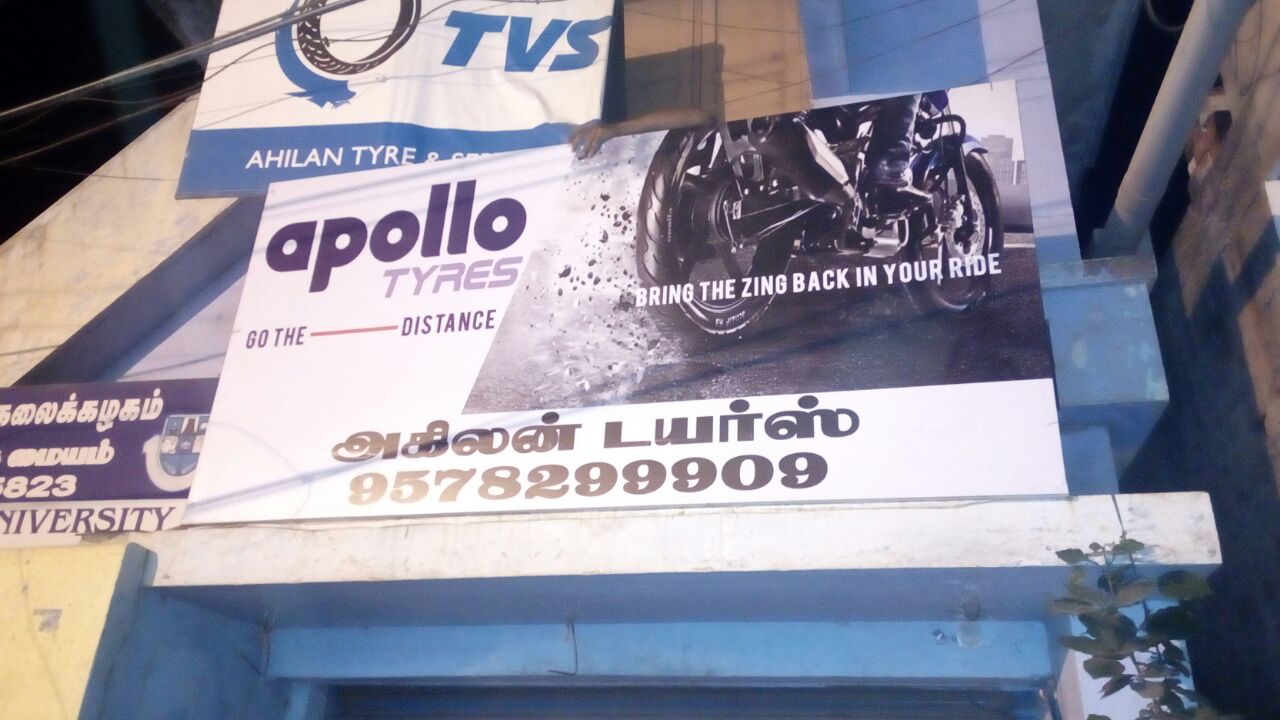 TVS
AHILAN TYRE &
apollo
TYRES
GO THE DISTANCE
BRING THE ZING BACK IN YOUR RIDE
அகிலன் டயர்ஸ்
9578299909
கலைக்கழகம்
மையம்
5823
NIVERSITY